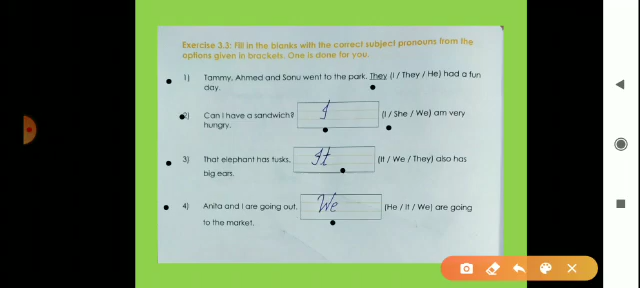 Exercise 3.3: Fill in the blanks with the correct subject pronouns from the
options given in brackets. One is done for you.
1) Tammy, Ahmed and Sonu went to the park. They (I / They / He) had a fun
day.
2) Can I have a sandwich? I (I / She / We) am very
hungry.
3) That elephant has tusks. It (It / We / They) also has
big ears.
4) Anita and I are going out. We (He / It / We) are going
to the market.